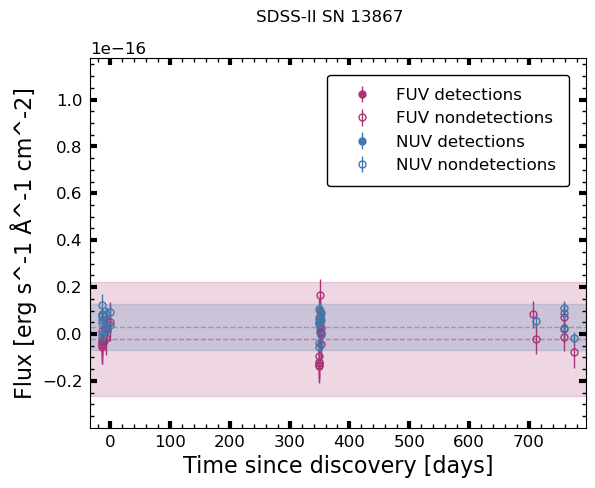 SDSS-II SN 13867
1e−16
Flux [erg s^-1 Å^-1 cm^-2]
1.0
0.8
0.6
0.4
0.2
0.0
−0.2
FUV detections
FUV nondetections
NUV detections
NUV nondetections
0 100 200 300 400 500 600 700
Time since discovery [days]